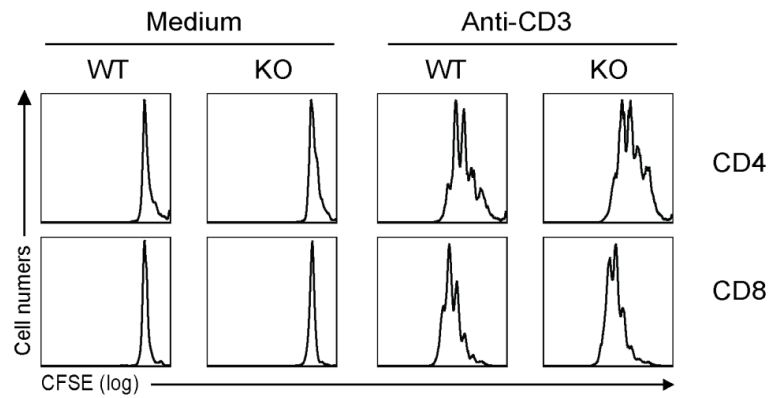 Medium Anti-CD3
WT KO WT KO
CD4
CD8
Cell numers
CFSE (log)